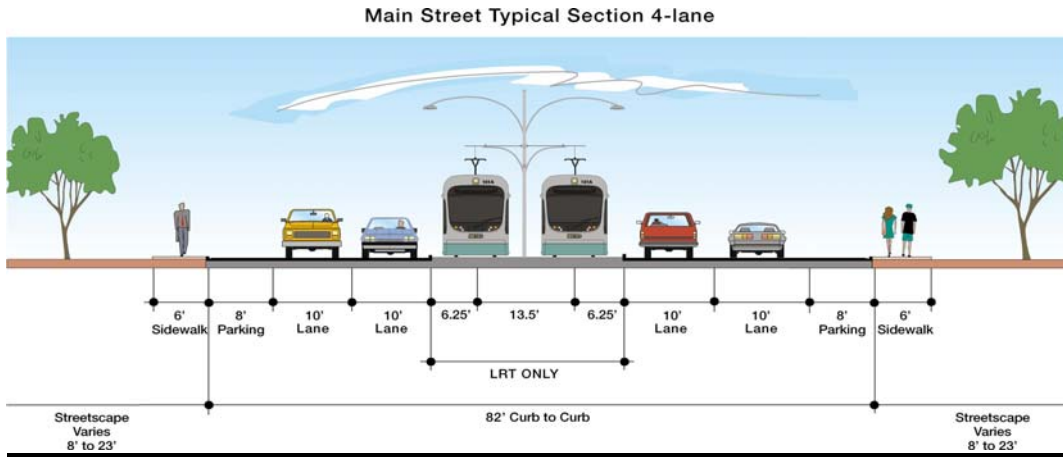 Main Street Typical Section 4-lane
6'
Sidewalk
8'
Parking
10'
Lane
10'
Lane
6.25'
13.5'
6.25'
10'
Lane
10'
Lane
8'
Parking
6'
Sidewalk
LRT ONLY
82' Curb to Curb
Streetscape
Varies
8' to 23'
Streetscape
Varies
8' to 23'